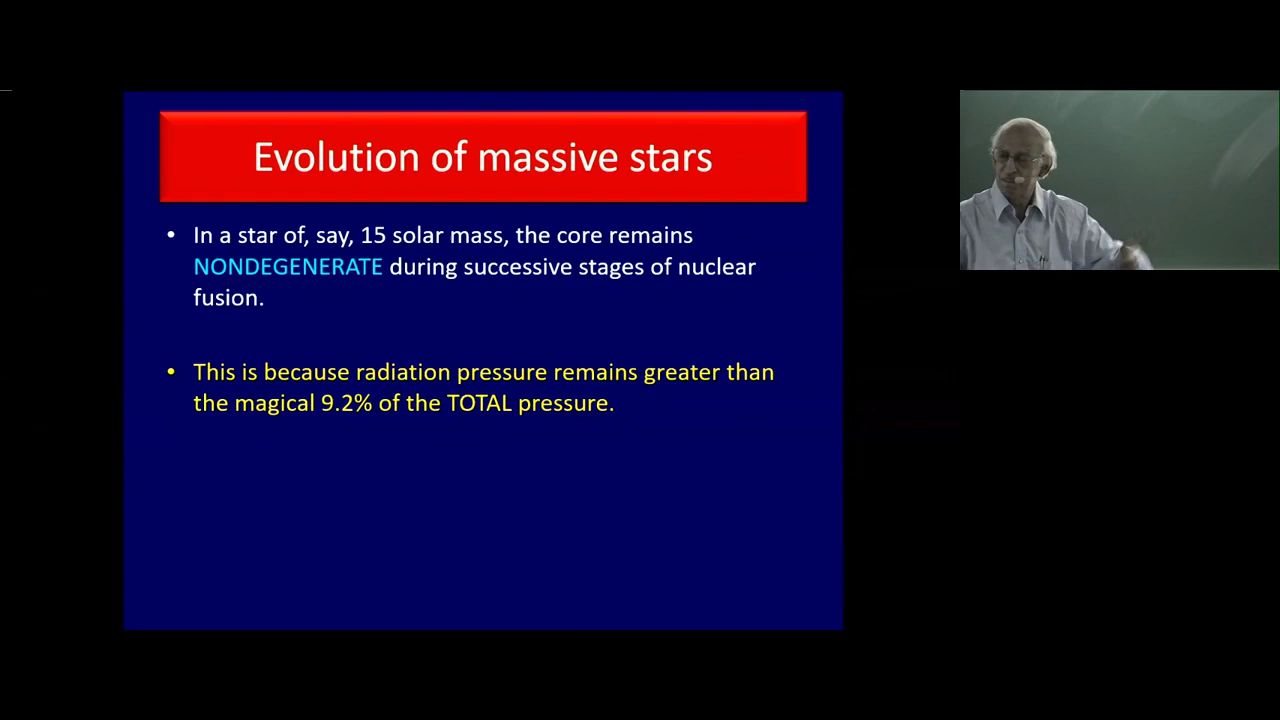 Evolution of massive stars
• In a star of, say, 15 solar mass, the core remains
NONDEGENERATE during successive stages of nuclear
fusion.
• This is because radiation pressure remains greater than
the magical 9.2% of the TOTAL pressure.